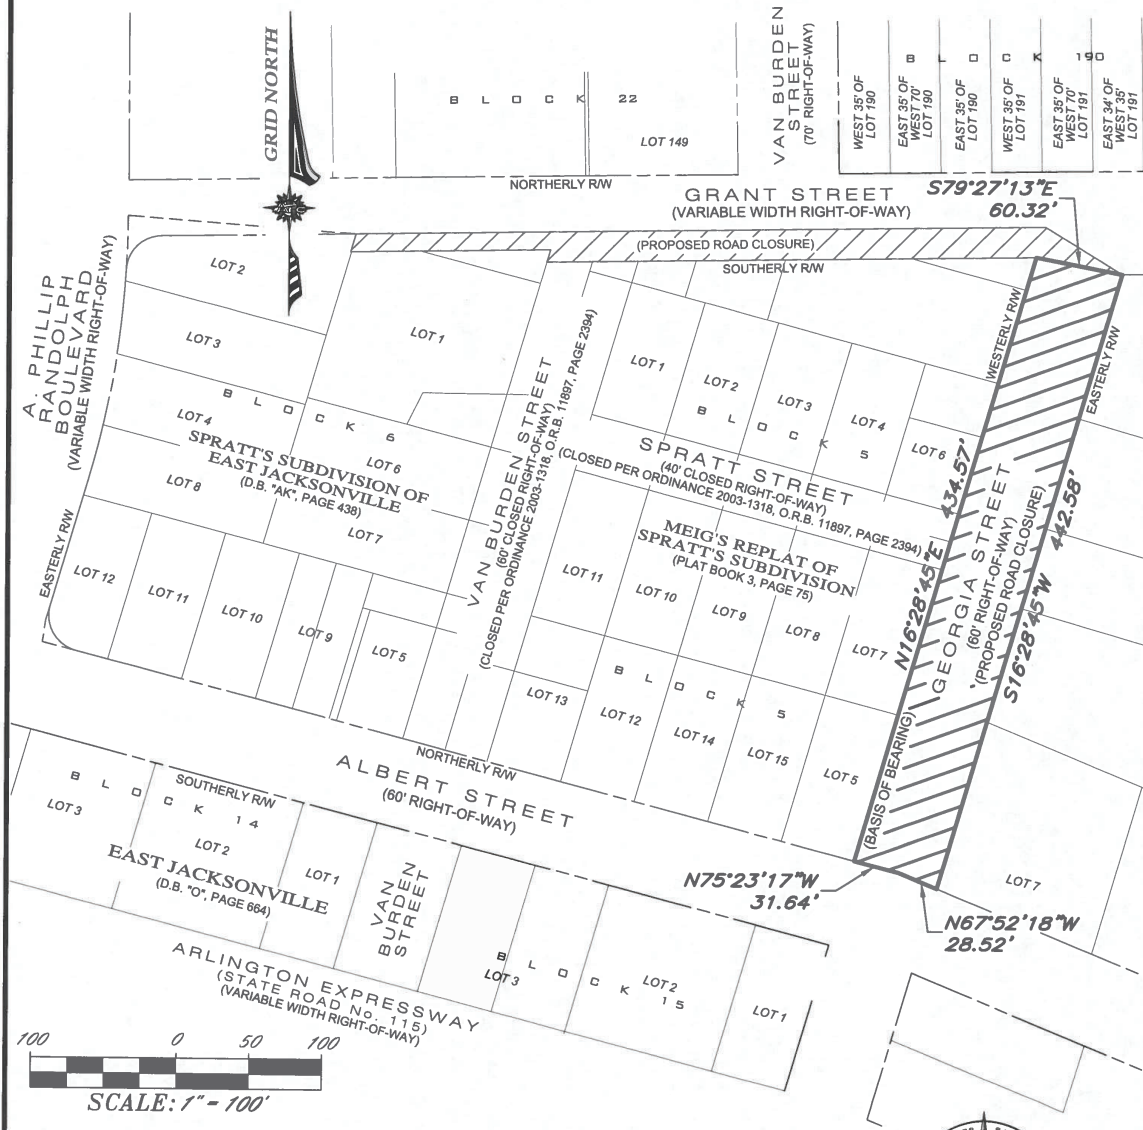 GRID NORTH
B L O C K 22
LOT 149
NORTHERLY R/W
VAN BURDEN
STREET
(70' RIGHT-OF-WAY)
B L O C K 190
WEST 35' OF
LOT 190
EAST 35' OF
WEST 70'
LOT 190
EAST 35' OF
LOT 190
WEST 35' OF
LOT 191
EAST 35' OF
WEST 70'
LOT 191
EAST 34' OF
WEST 35'
LOT 191
GRANT STREET
(VARIABLE WIDTH RIGHT-OF-WAY)
S79°27'13"E
60.32'
(PROPOSED ROAD CLOSURE)
SOUTHERLY R/W
A. PHILLIP
RANDOLPH
BOULEVARD
(VARIABLE WIDTH RIGHT-OF-WAY)
EASTERLY R/W
LOT 2
LOT 3
LOT 1
LOT 4
B L O C K 6
SPRATT'S SUBDIVISION OF
EAST JACKSONVILLE
(D.B. "AK", PAGE 438)
LOT 6
LOT 8
LOT 7
LOT 12
LOT 11
LOT 10
LOT 9
LOT 5
VAN BURDEN STREET
(60' CLOSED RIGHT-OF-WAY)
(CLOSED PER ORDINANCE 2003-1318, O.R.B. 11897, PAGE 2394)
LOT 1
LOT 2
LOT 3
LOT 4
B L O C K 5
LOT 6
SPRATT STREET
(40' CLOSED RIGHT-OF-WAY)
(CLOSED PER ORDINANCE 2003-1318, O.R.B. 11897, PAGE 2394)
MEIG'S REPLAT OF
SPRATT'S SUBDIVISION
(PLAT BOOK 3, PAGE 75)
LOT 11
LOT 10
LOT 9
LOT 8
LOT 7
B L O C K 5
LOT 13
LOT 12
LOT 14
LOT 15
LOT 5
WESTERLY R/W
EASTERLY R/W
N16°28'45"E 434.57'
GEORGIA STREET
(60' RIGHT-OF-WAY)
(PROPOSED ROAD CLOSURE)
S16°28'45"W 442.58'
(BASIS OF BEARING)
NORTHERLY R/W
ALBERT STREET
(60' RIGHT-OF-WAY)
SOUTHERLY R/W
B L O C K 14
LOT 3
LOT 2
LOT 1
EAST JACKSONVILLE
(D.B. "O", PAGE 664)
VAN
BURDEN
STREET
N75°23'17"W
31.64'
N67°52'18"W
28.52'
LOT 7
B L O C K 15
LOT 3
LOT 2
LOT 1
ARLINGTON EXPRESSWAY
(STATE ROAD No. 115)
(VARIABLE WIDTH RIGHT-OF-WAY)
100 0 50 100
SCALE: 1" = 100'